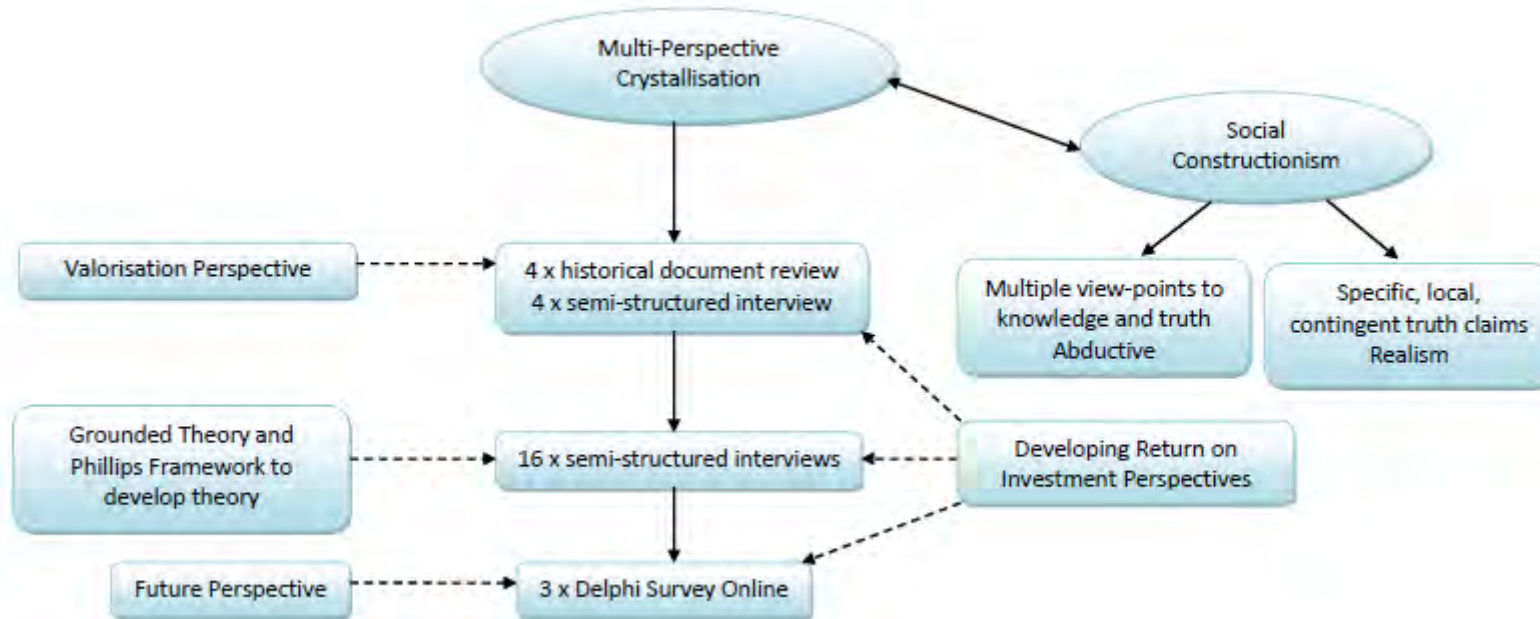 Multi-Perspective
Crystallisation
Social
Constructionism
Valorisation Perspective
4 x historical document review
4 x semi-structured interview
Multiple view-points to
knowledge and truth
Abductive
Specific, local,
contingent truth claims
Realism
Grounded Theory and
Phillips Framework to
develop theory
16 x semi-structured interviews
Developing Return on
Investment Perspectives
Future Perspective
3 x Delphi Survey Online